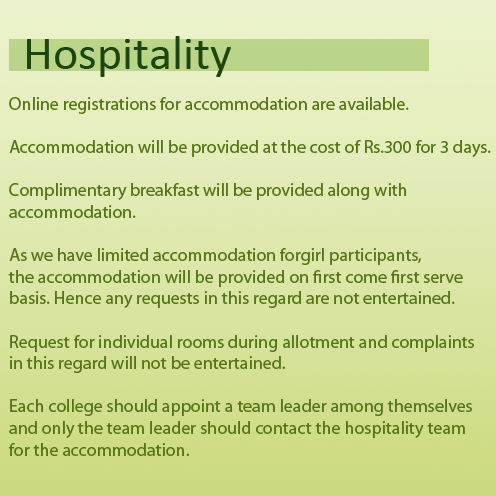 Hospitality
Online registrations for accommodation are available.
Accommodation will be provided at the cost of Rs.300 for 3 days.
Complimentary breakfast will be provided along with
accommodation.
As we have limited accommodation forgirl participants,
the accommodation will be provided on first come first serve
basis. Hence any requests in this regard are not entertained.
Request for individual rooms during allotment and complaints
in this regard will not be entertained.
Each college should appoint a team leader among themselves
and only the team leader should contact the hospitality team
for the accommodation.